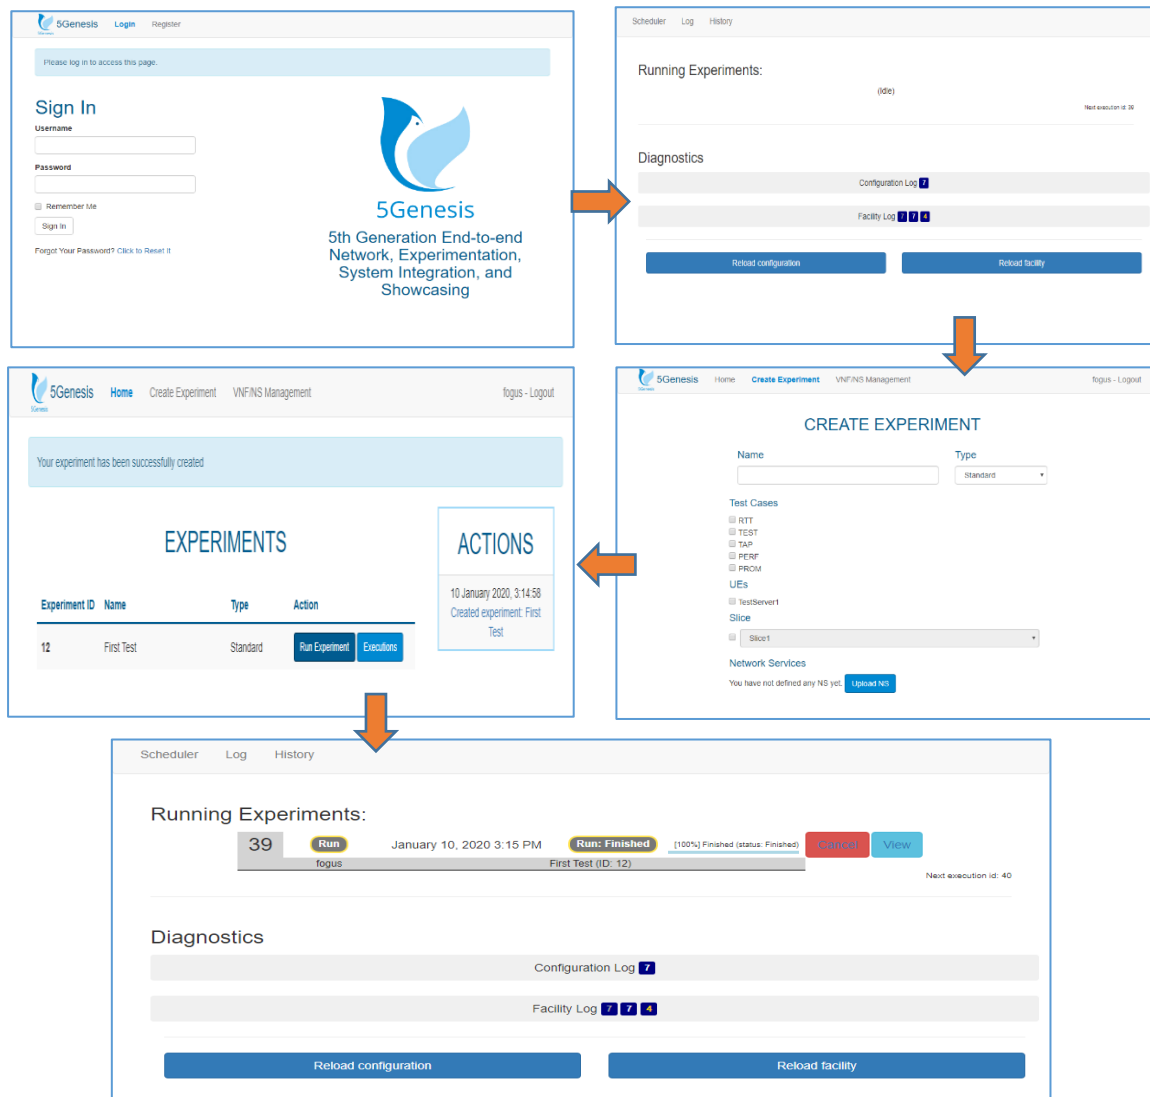 5Genesis Login Register
5Genesis
Please log in to access this page.
Sign In
Username
Password
Remember Me
Sign In
Forgot Your Password? Click to Reset It
5Genesis
5th Generation End-to-end
Network, Experimentation,
System Integration, and
Showcasing
Scheduler Log History
Running Experiments:
(Idle)
Next execution id: 39
Diagnostics
Configuration Log 7
Facility Log 7 7 4
Reload configuration Reload facility
5Genesis Home Create Experiment VNF/NS Management fogus - Logout
5Genesis
CREATE EXPERIMENT
Name Type
Standard
Test Cases
RTT
TEST
TAP
PERF
PROM
UEs
TestServer1
Slice
Slice1
Network Services
You have not defined any NS yet. Upload NS
5Genesis Home Create Experiment VNF/NS Management fogus - Logout
5Genesis
Your experiment has been successfully created
EXPERIMENTS
Experiment ID Name Type Action
12 First Test Standard Run Experiment Executions
ACTIONS
10 January 2020, 3:14:58
Created experiment: First
Test
Scheduler Log History
Running Experiments:
39 Run January 10, 2020 3:15 PM Run: Finished [100%] Finished (status: Finished) Cancel View
fogus First Test (ID: 12)
Next execution id: 40
Diagnostics
Configuration Log 7
Facility Log 7 7 4
Reload configuration Reload facility